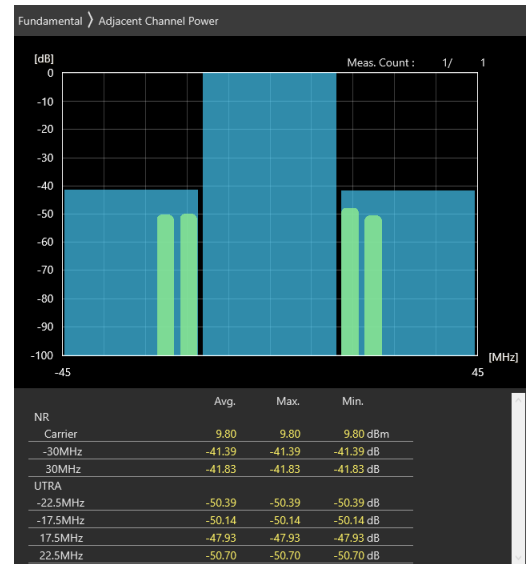 Fundamental 〉 Adjacent Channel Power
[dB]
Meas. Count : 1/ 1
0
-10
-20
-30
-40
-50
-60
-70
-80
-90
-100
[MHz]
-45 45
Avg. Max. Min.
NR
Carrier 9.80 9.80 9.80 dBm
-30MHz -41.39 -41.39 -41.39 dB
30MHz -41.83 -41.83 -41.83 dB
UTRA
-22.5MHz -50.39 -50.39 -50.39 dB
-17.5MHz -50.14 -50.14 -50.14 dB
17.5MHz -47.93 -47.93 -47.93 dB
22.5MHz -50.70 -50.70 -50.70 dB